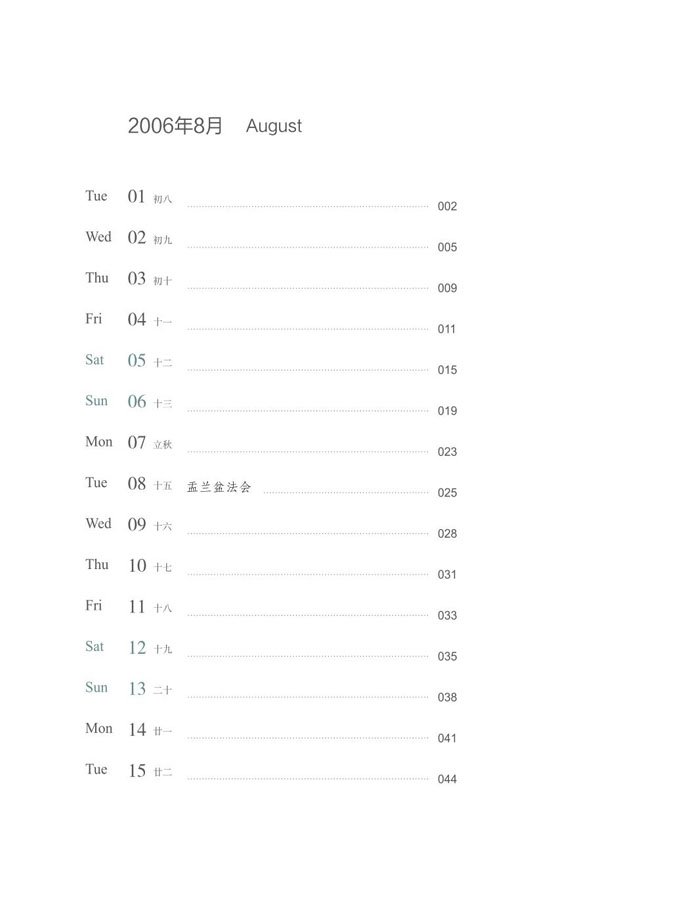 2006年8月 August
Tue 01 初八 002
Wed 02 初九 005
Thu 03 初十 009
Fri 04 十一 011
Sat 05 十二 015
Sun 06 十三 019
Mon 07 立秋 023
Tue 08 十五 盂兰盆法会 025
Wed 09 十六 028
Thu 10 十七 031
Fri 11 十八 033
Sat 12 十九 035
Sun 13 二十 038
Mon 14 廿一 041
Tue 15 廿二 044